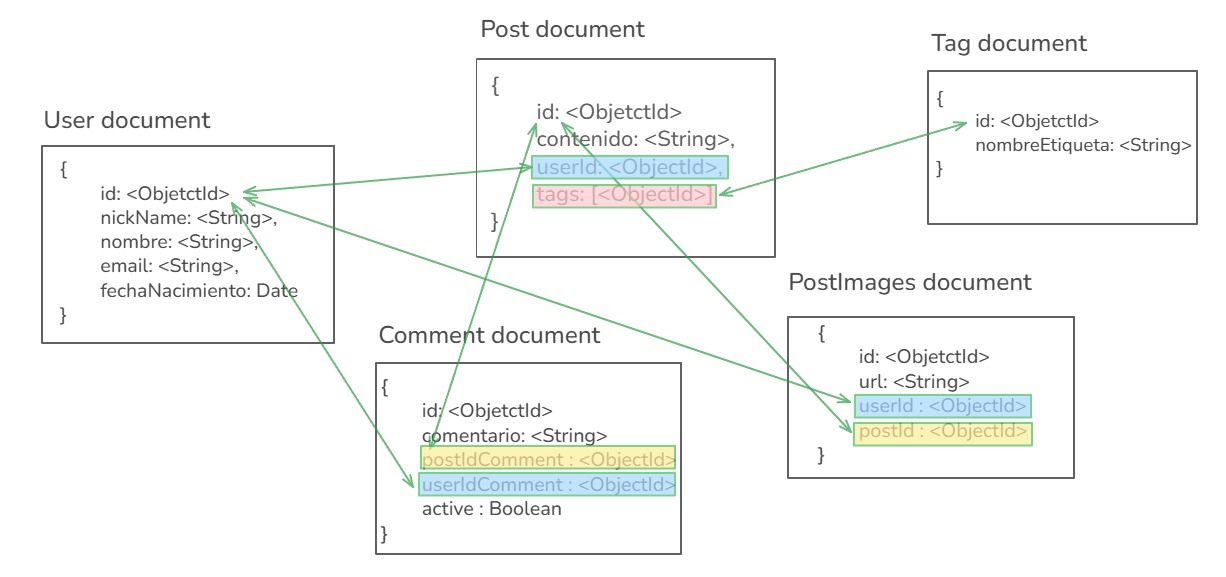 User document
{
id: <ObjetctId>
nickName: <String>,
nombre: <String>,
email: <String>,
fechaNacimiento: Date
}
Post document
{
id: <ObjetctId>
contenido: <String>,
userId: <ObjectId>,
tags: [<ObjectId>]
}
Tag document
{
id: <ObjetctId>
nombreEtiqueta: <String>
}
Comment document
{
id: <ObjetctId>
comentario: <String>
postIdComment : <ObjectId>
userIdComment : <ObjectId>
active : Boolean
}
PostImages document
{
id: <ObjetctId>
url: <String>
userId : <ObjectId>
postId : <ObjectId>
}